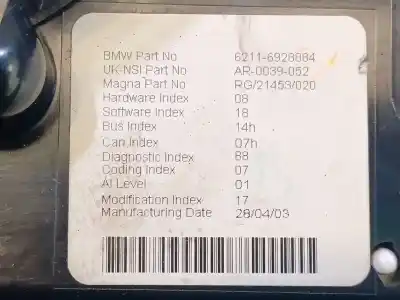 BMW Part No 6211-6928884
UK-NSI Part No AR-0039-052
Magna Part No RG/21453/020
Hardware Index 08
Software Index 18
Bus Index 14h
Can Index 07h
Diagnostic Index 88
Coding Index 07
AI Level 01
Modification Index 17
Manufacturing Date 28/04/03